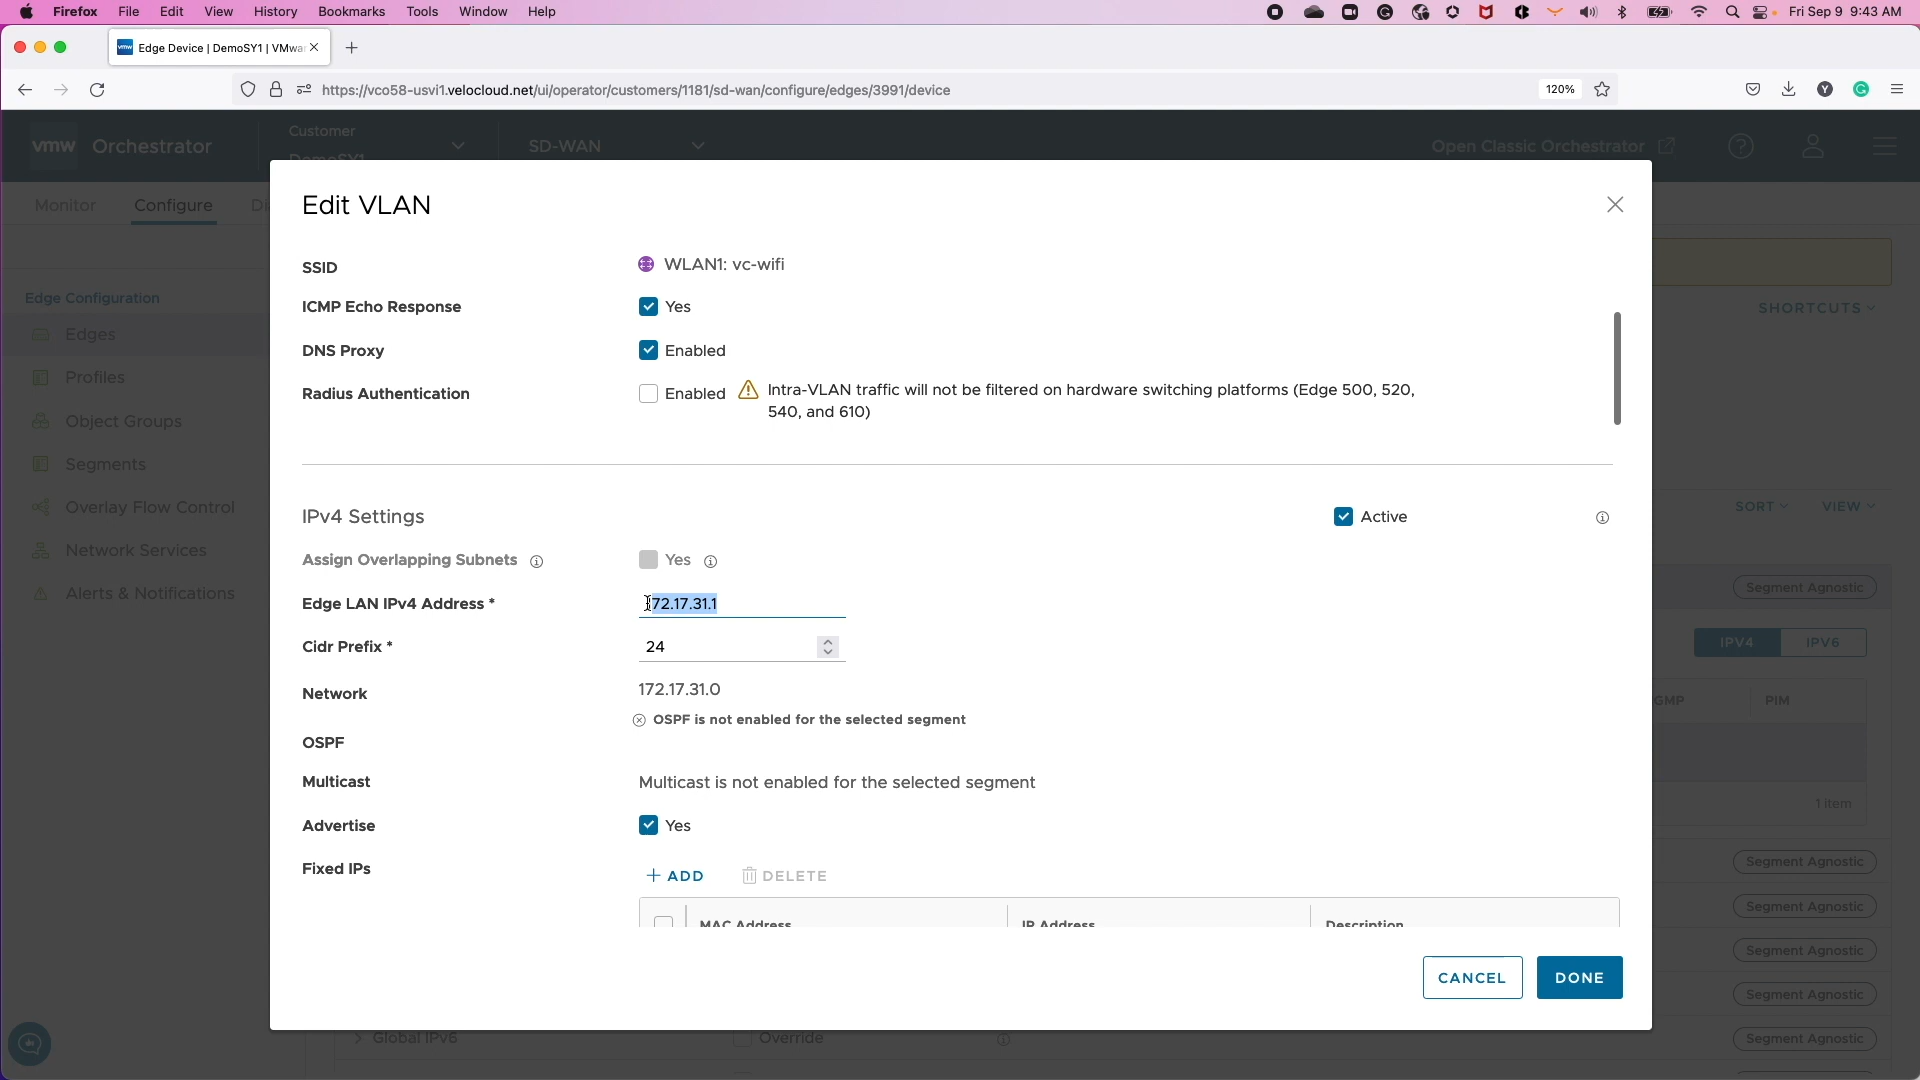 Firefox File Edit View History Bookmarks Tools Window Help Fri Sep 9 9:43 AM
vmw Edge Device | DemoSY1 | VMwa
https://vco58-usvi1.velocloud.net/ui/operator/customers/1181/sd-wan/configure/edges/3991/device 120%
vmw Orchestrator
Customer
DemoSY1
SD-WAN
Open Classic Orchestrator
Monitor Configure
SHORTCUTS
Edge Configuration
Edges
Profiles
Object Groups
Segments
Overlay Flow Control
Network Services
Alerts & Notifications
Edit VLAN
SSID WLAN1: vc-wifi
ICMP Echo Response Yes
DNS Proxy Enabled
Radius Authentication Enabled Intra-VLAN traffic will not be filtered on hardware switching platforms (Edge 500, 520,
540, and 610)
IPv4 Settings Active
Assign Overlapping Subnets Yes
Edge LAN IPv4 Address * 172.17.31.1
Cidr Prefix * 24
Network 172.17.31.0
OSPF is not enabled for the selected segment
OSPF
Multicast Multicast is not enabled for the selected segment
Advertise Yes
Fixed IPs
+ ADD DELETE
MAC Address IP Address Description
CANCEL DONE
SORT VIEW
Segment Agnostic
IPV4 IPV6
PIM
1 item
Segment Agnostic
Segment Agnostic
Segment Agnostic
Segment Agnostic
Global IPv6 Override Segment Agnostic